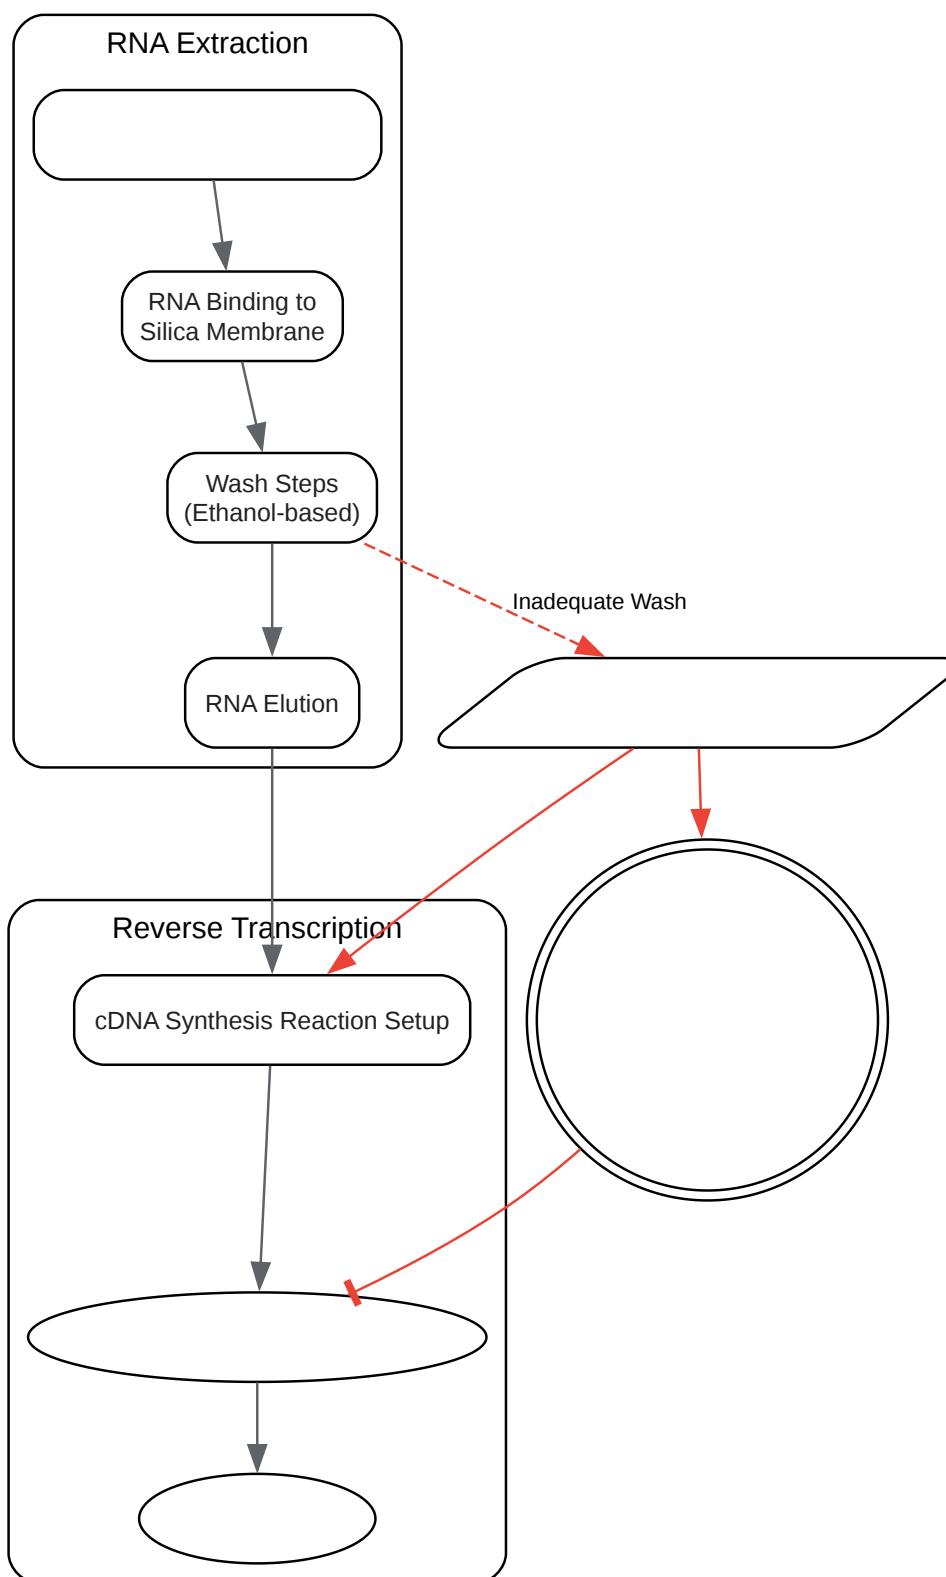 RNA Extraction
RNA Binding to
Silica Membrane
Wash Steps
(Ethanol-based)
Inadequate Wash
RNA Elution
Reverse Transcription
cDNA Synthesis Reaction Setup